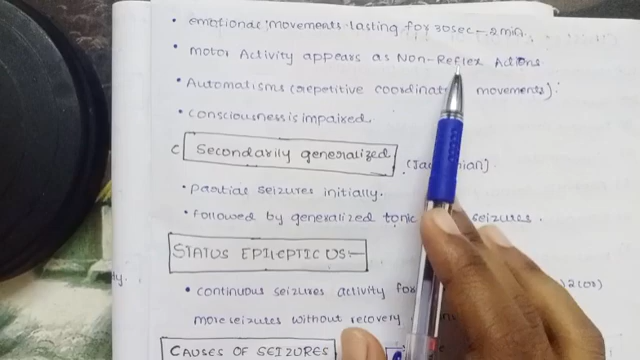 • emotional movements lasting for 30sec-2min.
• motor Activity appears as Non-Reflex Actions
• Automatisms (repetitive coordinat movements).
• consciousness is impaired.
C Secondarily generalized
• partial seizures initially.
• Followed by generalized tonic seizures.
STATUS EPILEPTICUS:-
• continuous seizures activity for
more seizures without recovery
CAUSES OF SEIZURES